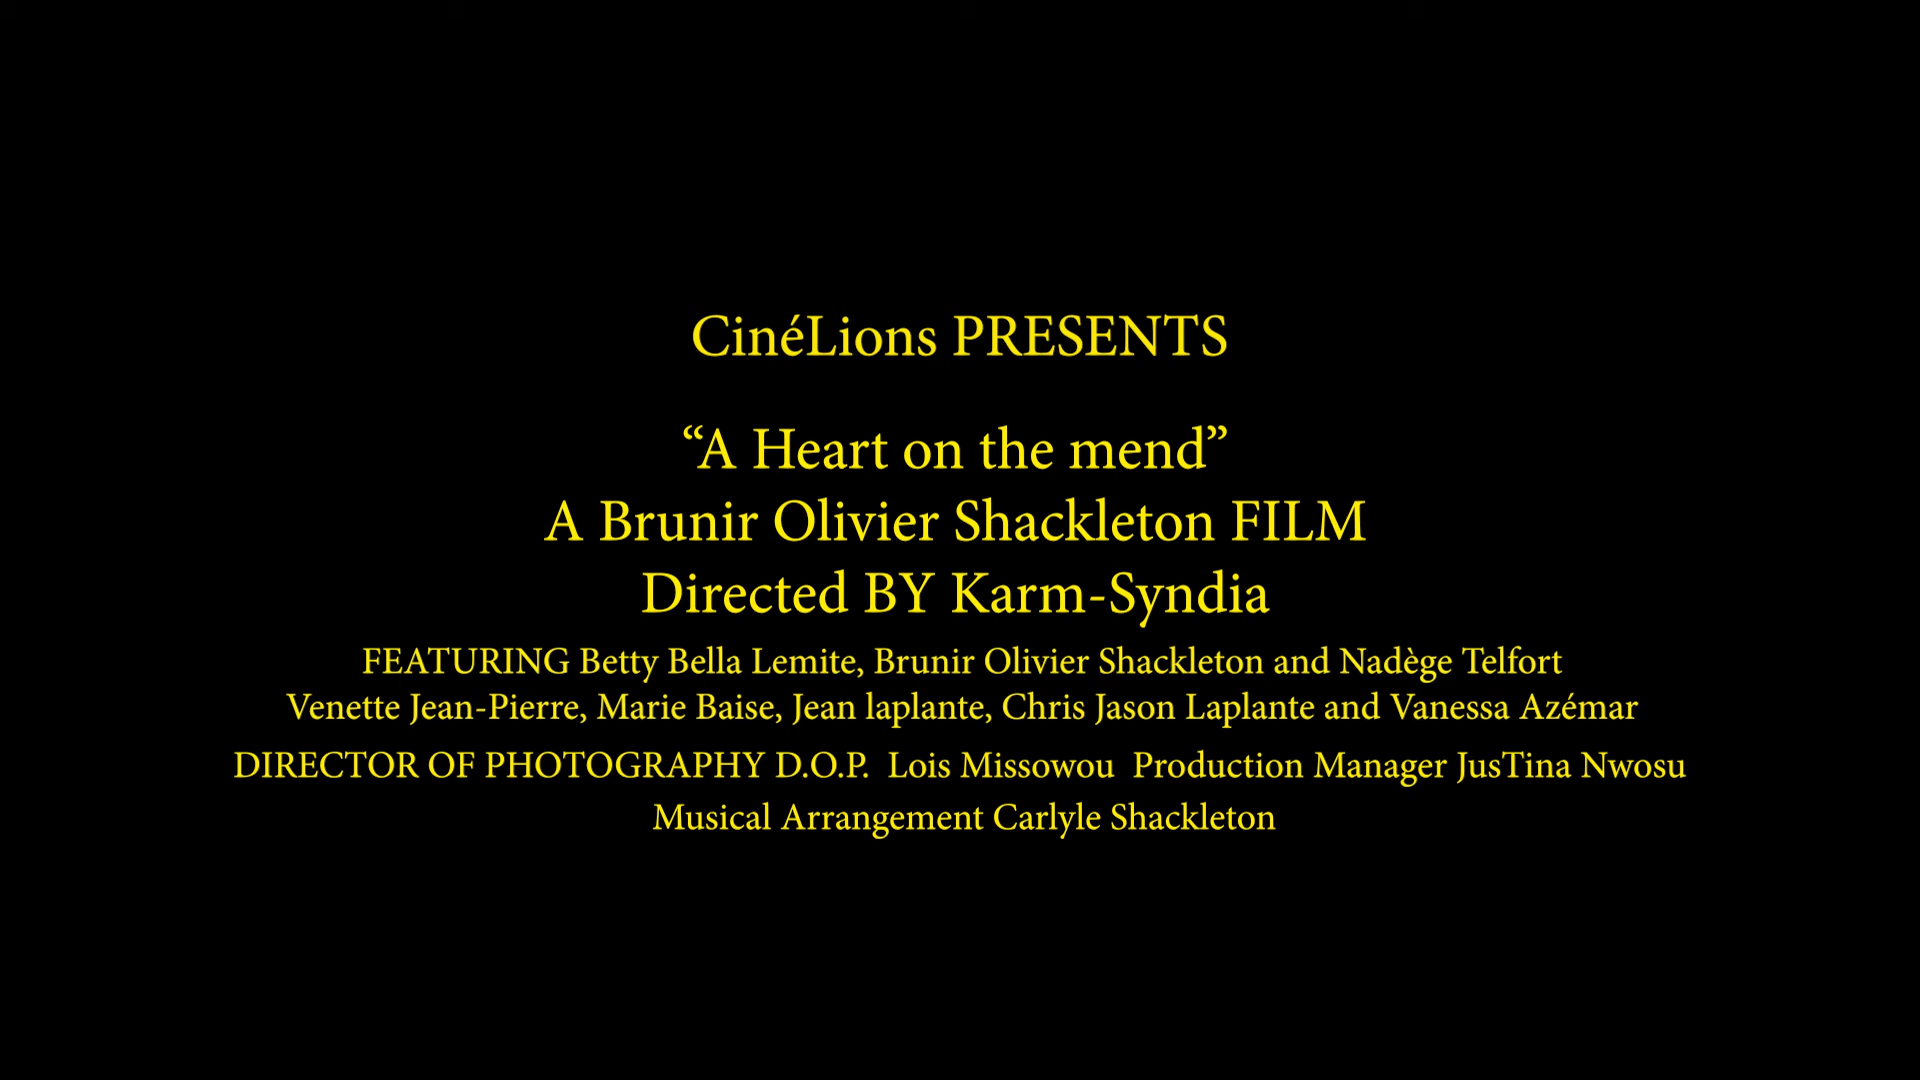 CinéLions PRESENTS
“A Heart on the mend”
A Brunir Olivier Shackleton FILM
Directed BY Karm-Syndia
FEATURING Betty Bella Lemite, Brunir Olivier Shackleton and Nadège Telfort
Venette Jean-Pierre, Marie Baise, Jean laplante, Chris Jason Laplante and Vanessa Azémar
DIRECTOR OF PHOTOGRAPHY D.O.P.  Lois Missowou  Production Manager JusTina Nwosu
Musical Arrangement Carlyle Shackleton